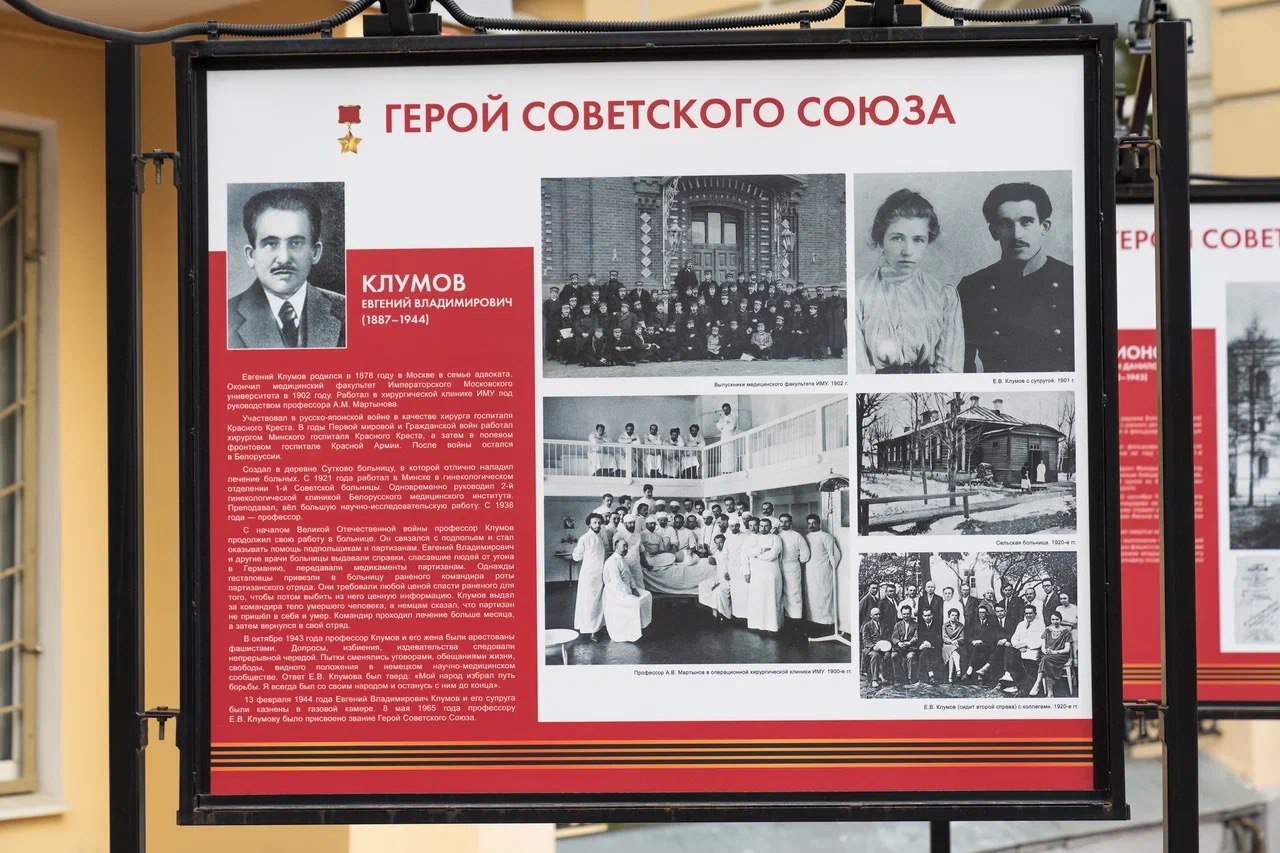 ГЕРОЙ СОВЕТСКОГО СОЮЗА
КЛУМОВ
ЕВГЕНИЙ ВЛАДИМИРОВИЧ
(1887–1944)
Евгений Клумов родился в 1878 году в Москве в семье адвоката.
Окончил медицинский факультет Императорского Московского
университета в 1902 году. Работал в хирургической клинике ИМУ под
руководством профессора А.М. Мартынова.
Участвовал в русско-японской войне в качестве хирурга госпиталя
Красного Креста. В годы Первой мировой и Гражданской войн работал
хирургом Минского госпиталя Красного Креста, а затем в полевом
фронтовом госпитале Красной Армии. После войны остался
в Белоруссии.
Создал в деревне Сутково больницу, в которой отлично наладил
лечение больных. С 1921 года работал в Минске в гинекологическом
отделении 1-й Советской больницы. Одновременно руководил 2-й
гинекологической клиникой Белорусского медицинского института.
Преподавал, вёл большую научно-исследовательскую работу. С 1938
года — профессор.
С началом Великой Отечественной войны профессор Клумов
продолжил свою работу в больнице. Он связался с подпольем и стал
оказывать помощь подпольщикам и партизанам. Евгений Владимирович
и другие врачи больницы выдавали справки, спасавшие людей от угона
в Германию, передавали медикаменты партизанам. Однажды
гестаповцы привезли в больницу раненого командира роты
партизанского отряда. Они требовали любой ценой спасти раненого для
того, чтобы потом выбить из него ценную информацию. Клумов выдал
за командира тело умершего человека, а немцам сказал, что партизан
не пришёл в себя и умер. Командир проходил лечение больше месяца,
а затем вернулся в свой отряд.
В октябре 1943 года профессор Клумов и его жена были арестованы
фашистами. Допросы, избиения, издевательства следовали
непрерывной чередой. Пытки сменялись уговорами, обещаниями жизни,
свободы, видного положения в немецком научно-медицинском
сообществе. Ответ Е.В. Клумова был тверд: «Мой народ избрал путь
борьбы. Я всегда был со своим народом и останусь с ним до конца».
13 февраля 1944 года Евгений Владимирович Клумов и его супруга
были казнены в газовой камере. 8 мая 1965 года профессору
Е.В. Клумову было присвоено звание Герой Советского Союза.
Выпускники медицинского факультета ИМУ. 1902 г.
Е.В. Клумов с супругой. 1901 г.
Профессор А.В. Мартынов в операционной хирургической клиники ИМУ. 1900-е гг.
Сельская больница. 1920-е гг.
Е.В. Клумов (сидит второй справа) с коллегами. 1920-е гг.
ГЕРОЙ СОВЕТ